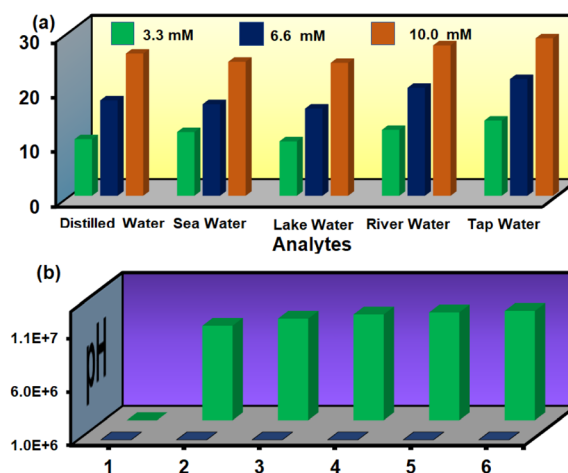 (a)
3.3 mM 6.6 mM 10.0 mM
30
20
10
0
Distilled Water Sea Water Lake Water River Water Tap Water
Analytes
(b)
pH
1.1E+7
6.0E+6
1.0E+6
1 2 3 4 5 6